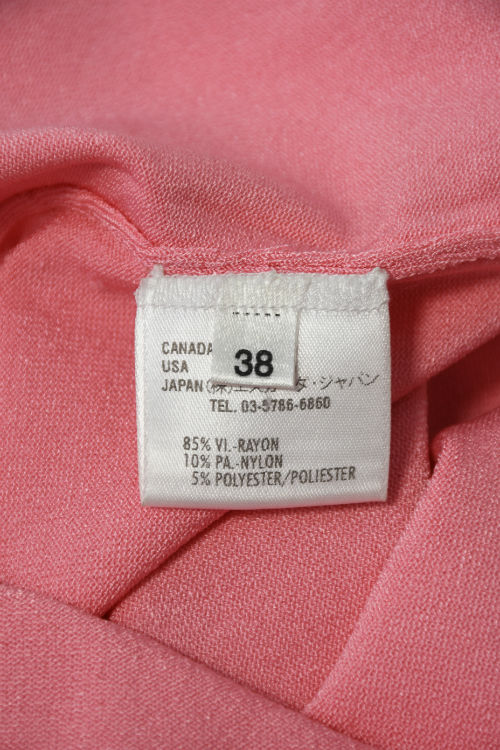 38
CANADA
USA
JAPAN ・ジャパン
TEL. 03-5786-6860
85% VI.-RAYON
10% PA.-NYLON
5% POLYESTER/POLIESTER